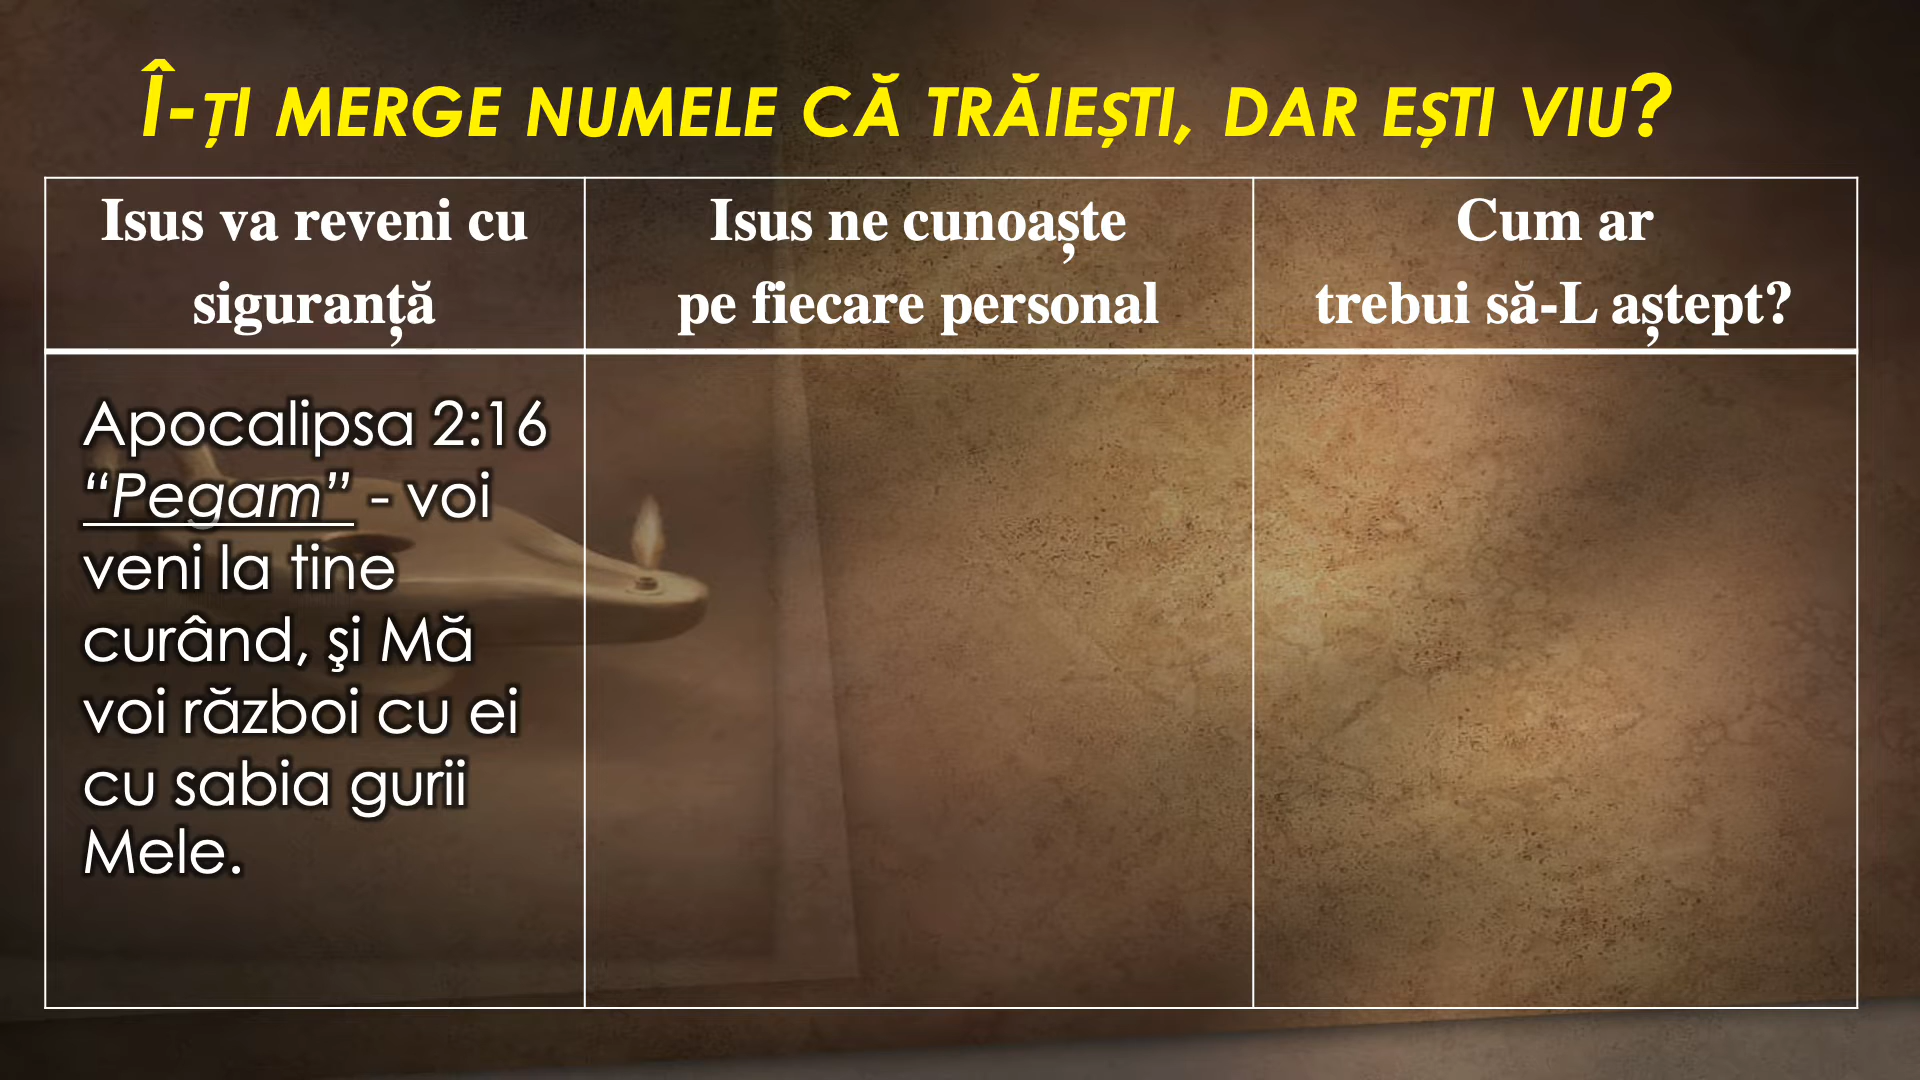 Î-ȚI MERGE NUMELE CĂ TRĂIEȘTI, DAR EȘTI VIU?
Isus va reveni cu
siguranță
Isus ne cunoaște
pe fiecare personal
Cum ar
trebui să-L aștept?
Apocalipsa 2:16
“Pegam” - voi
veni la tine
curând, şi Mă
voi război cu ei
cu sabia gurii
Mele.